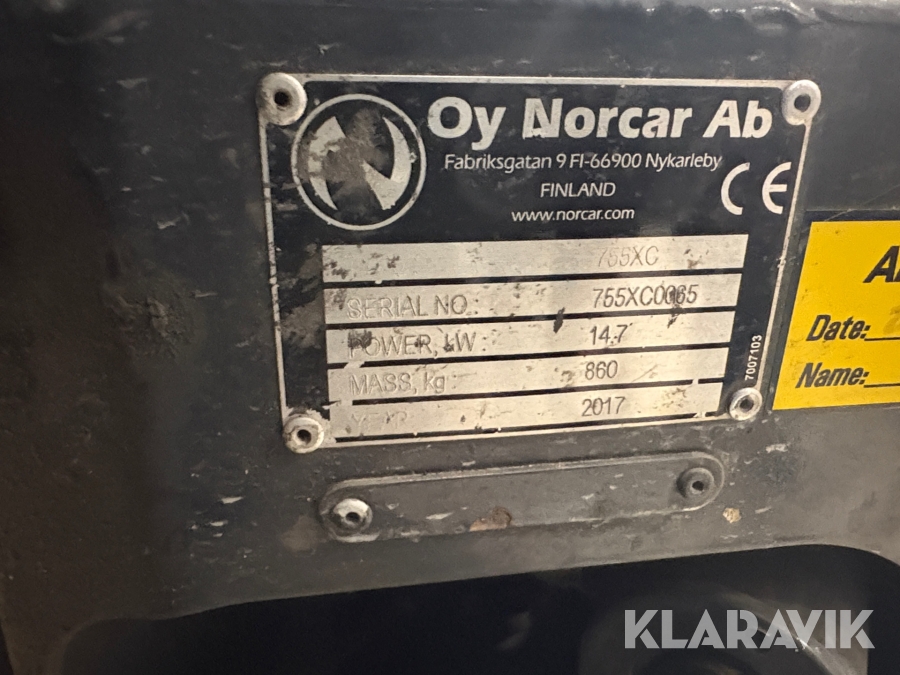 Oy Norcar Ab
Fabriksgatan 9 FI-66900 Nykarleby
FINLAND
www.norcar.com
CE
755XC
SERIAL NO.: 755XC0065
POWER, kW : 14.7
MASS, kg : 860
YEAR 2017
7007103
Date:
Name:
KLARAVIK